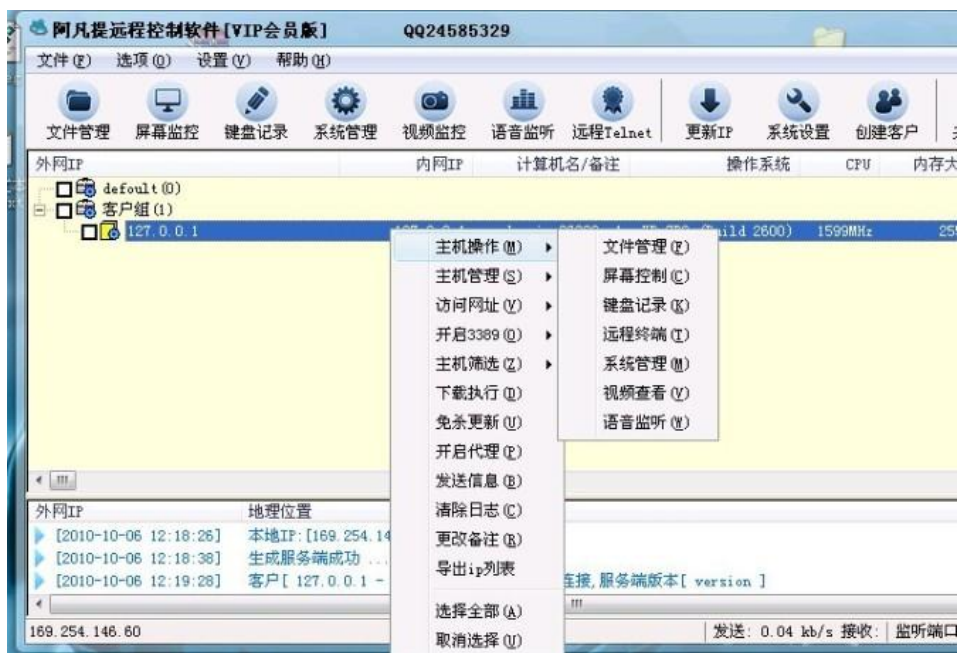 阿凡提远程控制软件[VIP会员版] QQ24585329
文件(F) 选项(O) 设置(V) 帮助(H)
文件管理 屏幕监控 键盘记录 系统管理 视频监控 语音监听 远程Telnet 更新IP 系统设置 创建客户
外网IP 内网IP 计算机名/备注 操作系统 CPU 内存大
defoult(0)
客户组(1)
127.0.0.1 2600) 1599MHz 255
主机操作(M) 文件管理(F)
主机管理(S) 屏幕控制(C)
访问网址(V) 键盘记录(K)
开启3389(O) 远程终端(T)
主机筛选(Z) 系统管理(M)
下载执行(D) 视频查看(V)
免杀更新(U) 语音监听(W)
开启代理(P)
发送信息(B)
清除日志(C)
更改备注(R)
导出ip列表
选择全部(A)
取消选择(U)
外网IP 地理位置
[2010-10-06 12:18:26] 本地IP:[169.254.14
[2010-10-06 12:18:38] 生成服务端成功 ...
[2010-10-06 12:19:28] 客户[ 127.0.0.1 - 连接,服务端版本[ version ]
169.254.146.60 发送: 0.04 kb/s 接收: 监听端口